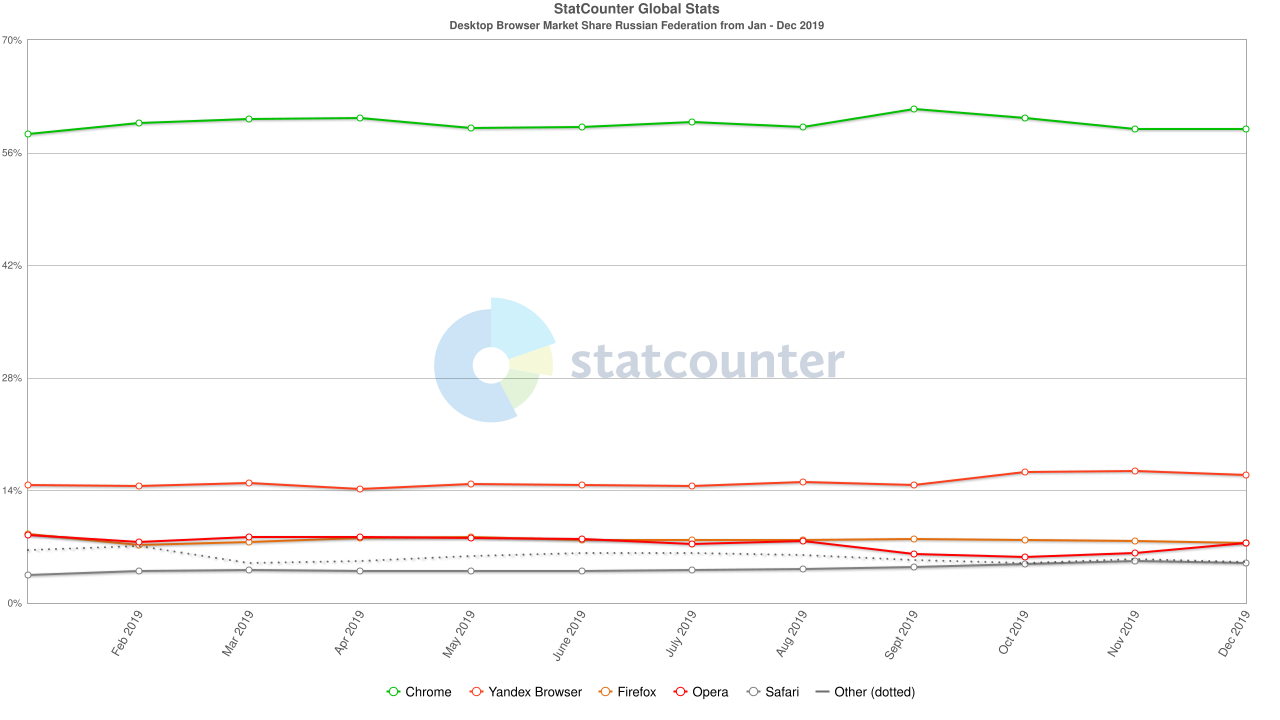 StatCounter Global Stats
Desktop Browser Market Share Russian Federation from Jan - Dec 2019
70%
56%
42%
28%
14%
0%
statcounter
Feb 2019 Mar 2019 Apr 2019 May 2019 June 2019 July 2019 Aug 2019 Sept 2019 Oct 2019 Nov 2019 Dec 2019
Chrome Yandex Browser Firefox Opera Safari Other (dotted)